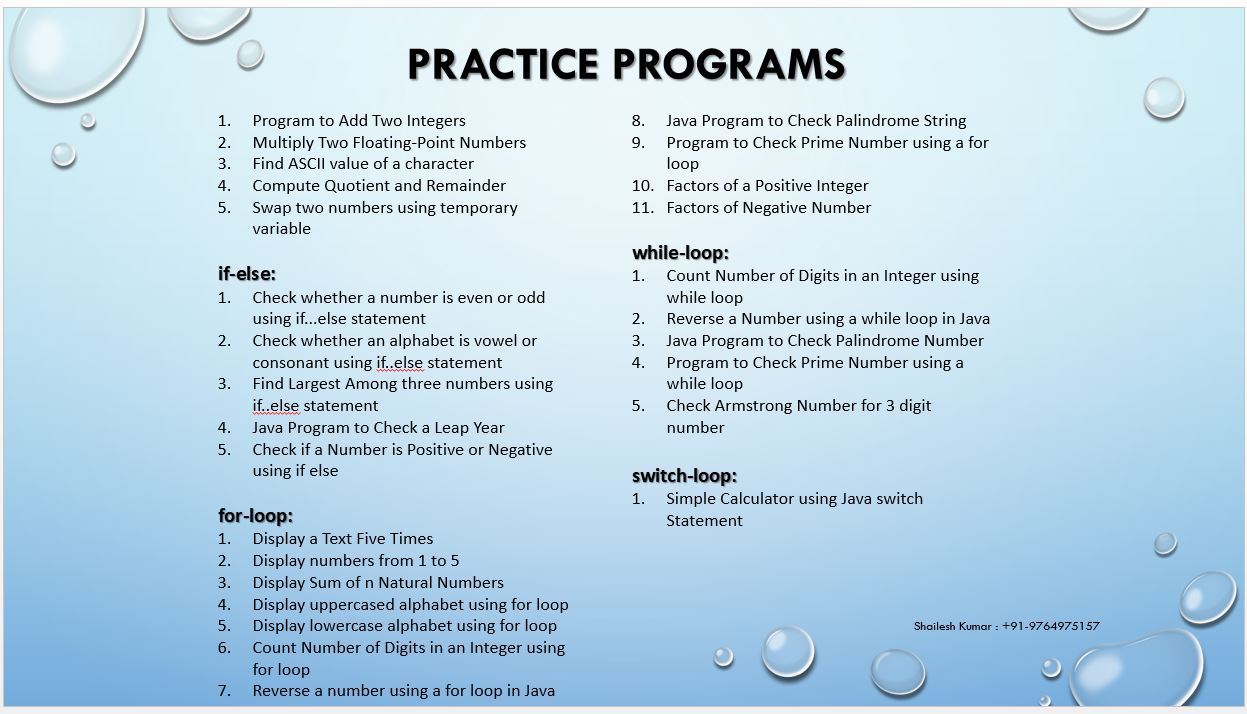 PRACTICE PROGRAMS
1. Program to Add Two Integers
2. Multiply Two Floating-Point Numbers
3. Find ASCII value of a character
4. Compute Quotient and Remainder
5. Swap two numbers using temporary
variable
if-else:
1. Check whether a number is even or odd
using if...else statement
2. Check whether an alphabet is vowel or
consonant using if..else statement
3. Find Largest Among three numbers using
if..else statement
4. Java Program to Check a Leap Year
5. Check if a Number is Positive or Negative
using if else
for-loop:
1. Display a Text Five Times
2. Display numbers from 1 to 5
3. Display Sum of n Natural Numbers
4. Display uppercased alphabet using for loop
5. Display lowercase alphabet using for loop
6. Count Number of Digits in an Integer using
for loop
7. Reverse a number using a for loop in Java
8. Java Program to Check Palindrome String
9. Program to Check Prime Number using a for
loop
10. Factors of a Positive Integer
11. Factors of Negative Number
while-loop:
1. Count Number of Digits in an Integer using
while loop
2. Reverse a Number using a while loop in Java
3. Java Program to Check Palindrome Number
4. Program to Check Prime Number using a
while loop
5. Check Armstrong Number for 3 digit
number
switch-loop:
1. Simple Calculator using Java switch
Statement
Shailesh Kumar : +91-9764975157